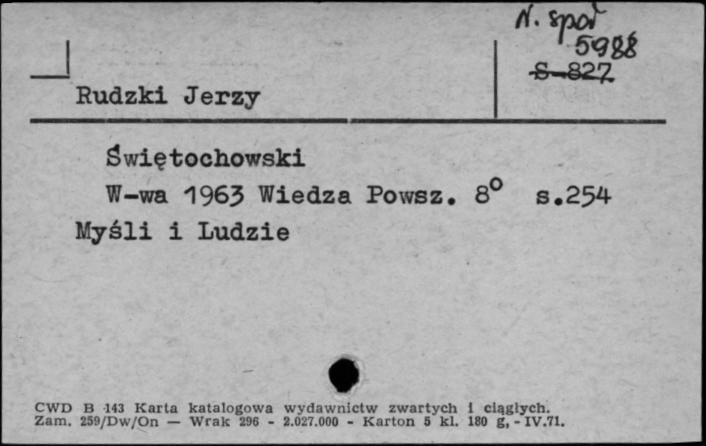 N. społ
5988
S-827
Rudzki Jerzy
Świętochowski
W-wa 1963 Wiedza Powsz. 8° s.254
Myśli i Ludzie
CWD B 143 Karta katalogowa wydawnictw zwartych i ciągłych.
Zam. 259/Dw/On — Wrak 296 - 2.027.000 - Karton 5 kl. 180 g, - IV.71.